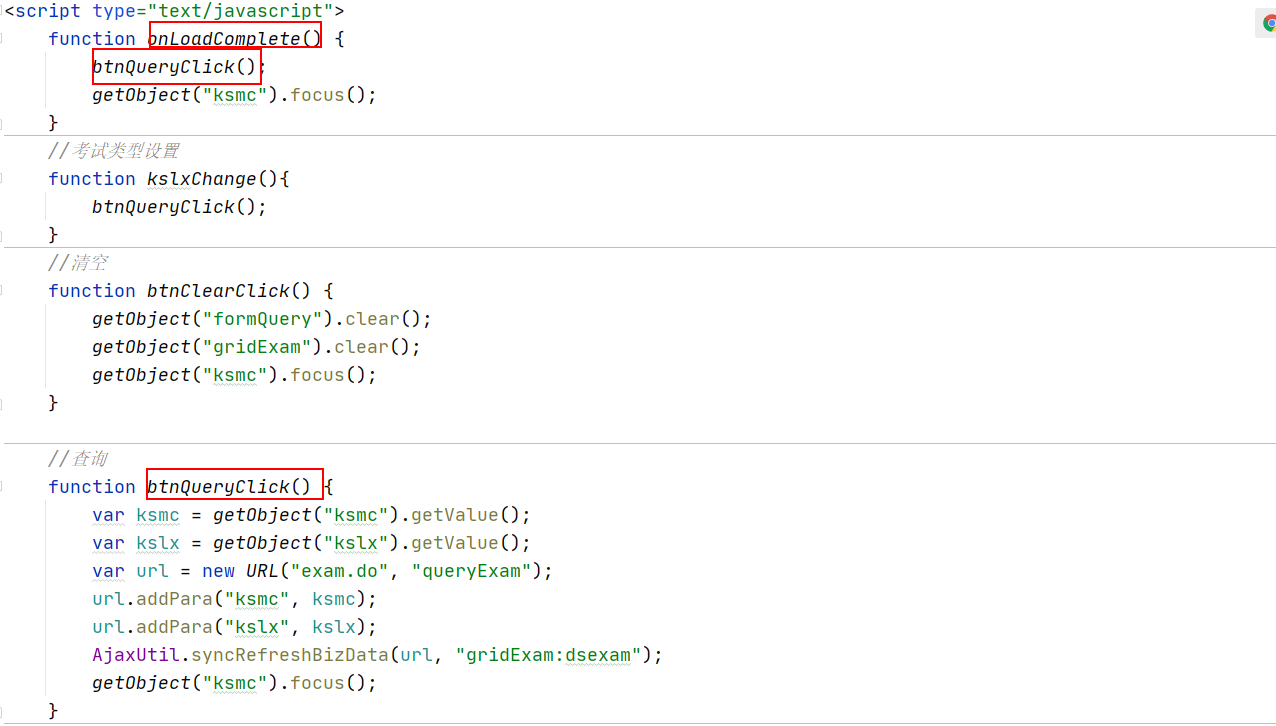 <script type="text/javascript">
    function onLoadComplete() {
        btnQueryClick();
        getObject("ksmc").focus();
    }
    //考试类型设置
    function kslxChange(){
        btnQueryClick();
    }
    //清空
    function btnClearClick() {
        getObject("formQuery").clear();
        getObject("gridExam").clear();
        getObject("ksmc").focus();
    }
    //查询
    function btnQueryClick() {
        var ksmc = getObject("ksmc").getValue();
        var kslx = getObject("kslx").getValue();
        var url = new URL("exam.do", "queryExam");
        url.addPara("ksmc", ksmc);
        url.addPara("kslx", kslx);
        AjaxUtil.syncRefreshBizData(url, "gridExam:dsexam");
        getObject("ksmc").focus();
    }